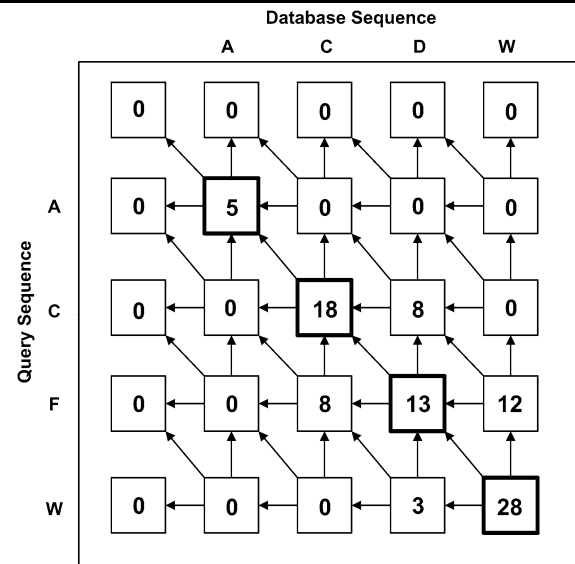 Database Sequence
A C D W
0 0 0 0 0
A 0 5 0 0 0
C 0 0 18 8 0
F 0 0 8 13 12
W 0 0 0 3 28
Query Sequence